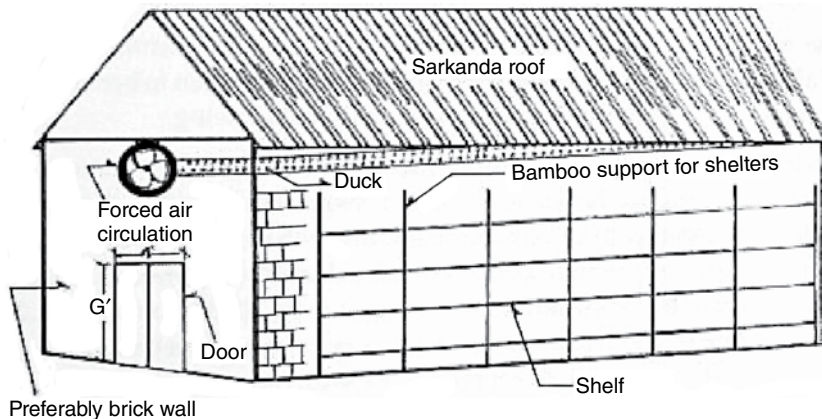 Sarkanda roof
Duck
Bamboo support for shelters
Forced air
circulation
G′
Door
Shelf
Preferably brick wall